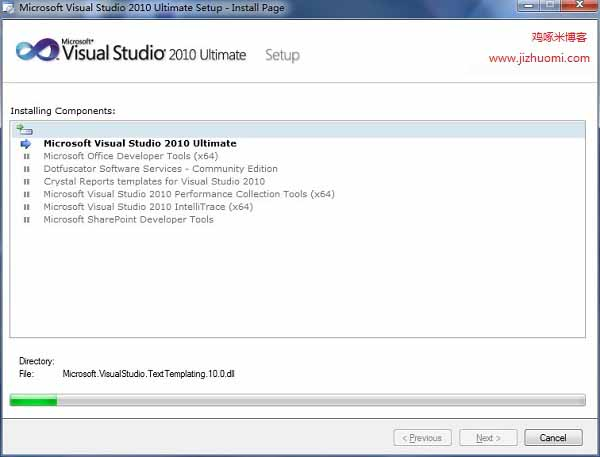 Microsoft Visual Studio 2010 Ultimate Setup - Install Page
Microsoft®
Visual Studio® 2010 Ultimate Setup
鸡啄米博客
www.jizhuomi.com
Installing Components:
Microsoft Visual Studio 2010 Ultimate
Microsoft Office Developer Tools (x64)
Dotfuscator Software Services - Community Edition
Crystal Reports templates for Visual Studio 2010
Microsoft Visual Studio 2010 Performance Collection Tools (x64)
Microsoft Visual Studio 2010 IntelliTrace (x64)
Microsoft SharePoint Developer Tools
Directory:
File: Microsoft.VisualStudio.TextTemplating.10.0.dll
< Previous Next > Cancel